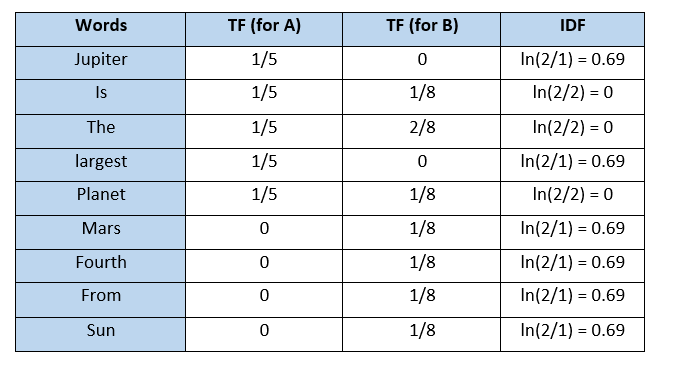 Words TF (for A) TF (for B) IDF
Jupiter 1/5 0 ln(2/1) = 0.69
Is 1/5 1/8 ln(2/2) = 0
The 1/5 2/8 ln(2/2) = 0
largest 1/5 0 ln(2/1) = 0.69
Planet 1/5 1/8 ln(2/2) = 0
Mars 0 1/8 ln(2/1) = 0.69
Fourth 0 1/8 ln(2/1) = 0.69
From 0 1/8 ln(2/1) = 0.69
Sun 0 1/8 ln(2/1) = 0.69